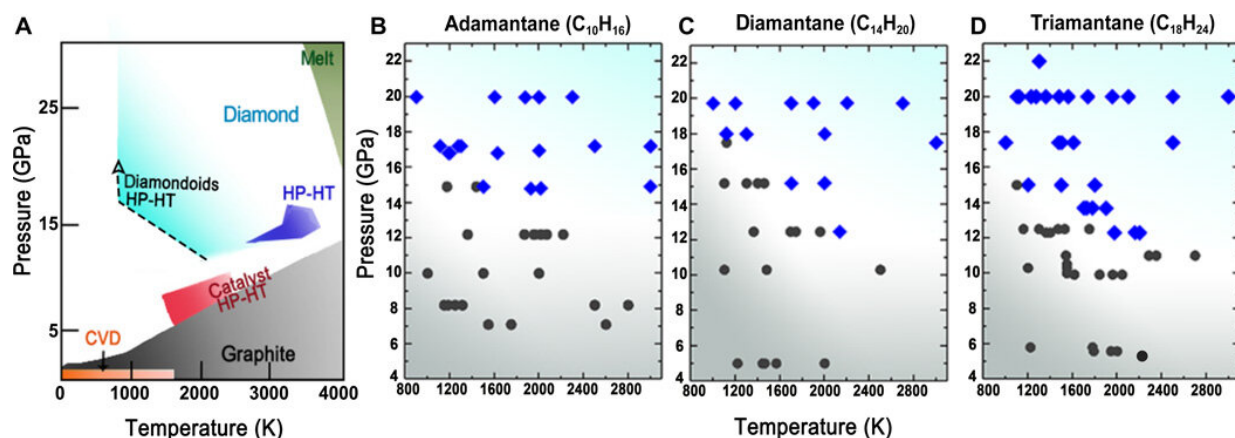 A
Pressure (GPa)
25
15
5
0
1000
2000
3000
4000
Temperature (K)
Melt
Diamond
Diamondoids
HP-HT
HP-HT
Catalyst
HP-HT
CVD
Graphite
B
Adamantane (C10H16)
22
20
18
16
14
12
10
8
6
4
800 1200 1600 2000 2400 2800
C
Diamantane (C14H20)
22
20
18
16
14
12
10
8
6
4
800 1200 1600 2000 2400 2800
D
Triamantane (C18H24)
22
20
18
16
14
12
10
8
6
4
800 1200 1600 2000 2400 2800
Pressure (GPa)
Temperature (K)